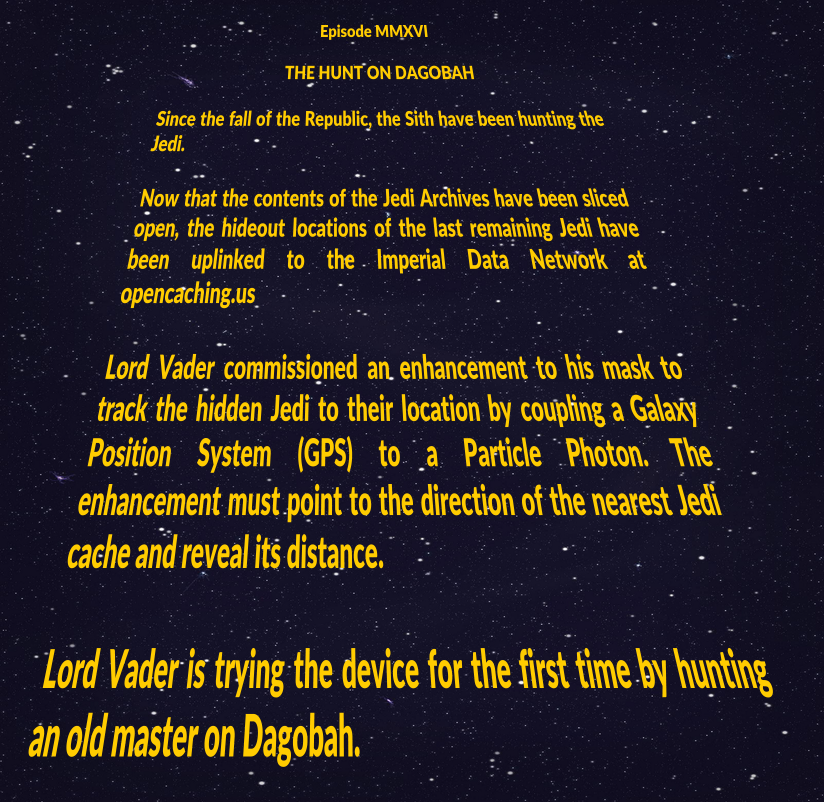 Episode MMXVI
THE HUNT ON DAGOBAH
Since the fall of the Republic, the Sith have been hunting the
Jedi.
Now that the contents of the Jedi Archives have been sliced
open, the hideout locations of the last remaining Jedi have
been uplinked to the Imperial Data Network at
opencaching.us
Lord Vader commissioned an enhancement to his mask to
track the hidden Jedi to their location by coupling a Galaxy
Position System (GPS) to a Particle Photon. The
enhancement must point to the direction of the nearest Jedi
cache and reveal its distance.
Lord Vader is trying the device for the first time by hunting
an old master on Dagobah.